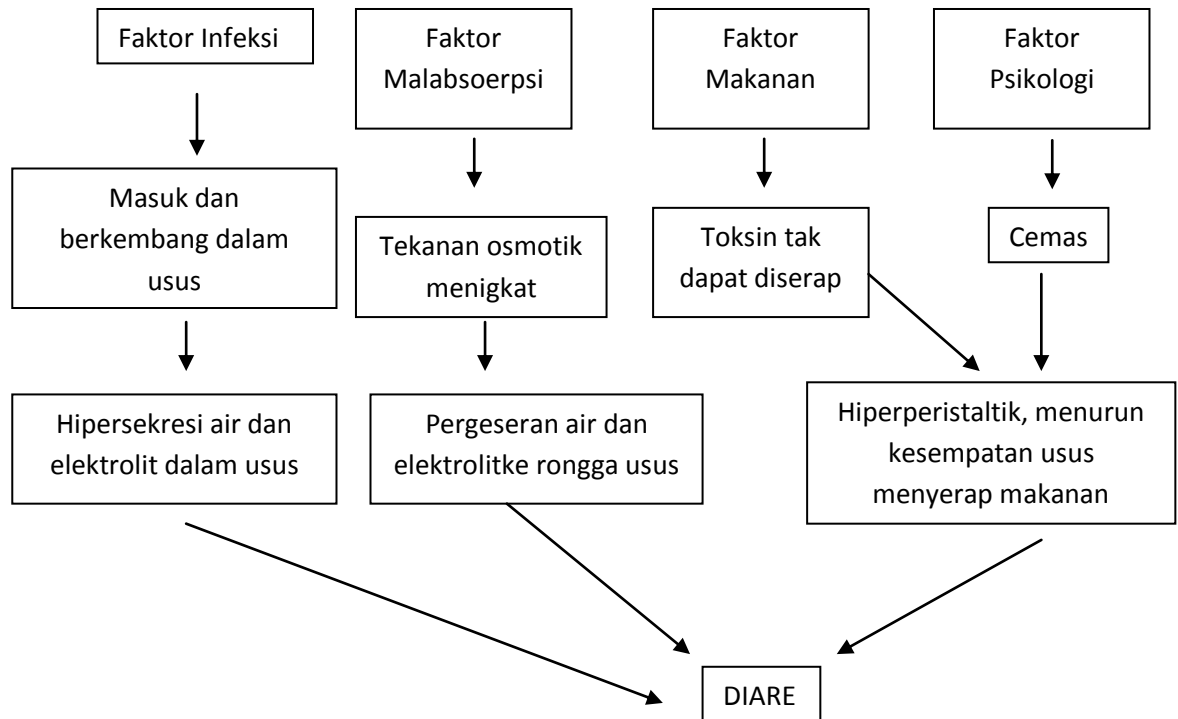 Faktor Infeksi
Faktor
Malabsoerpsi
Faktor
Makanan
Faktor
Psikologi
Masuk dan
berkembang dalam
usus
Tekanan osmotik
menigkat
Toksin tak
dapat diserap
Cemas
Hipersekresi air dan
elektrolit dalam usus
Pergeseran air dan
elektrolitke rongga usus
Hiperperistaltik, menurun
kesempatan usus
menyerap makanan
DIARE